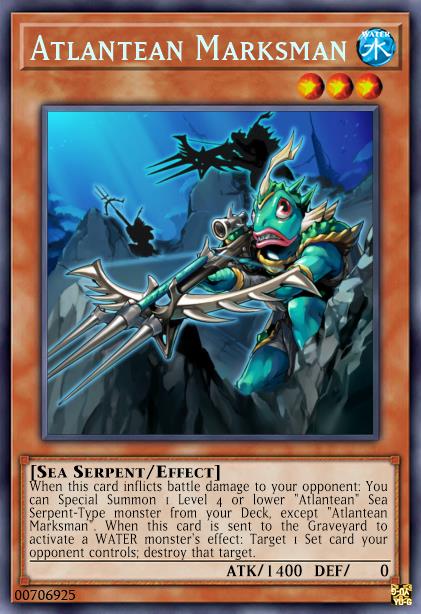 Atlantean Marksman
WATER
水
[Sea Serpent/Effect]
When this card inflicts battle damage to your opponent: You
can Special Summon 1 Level 4 or lower "Atlantean" Sea
Serpent-Type monster from your Deck, except "Atlantean
Marksman". When this card is sent to the Graveyard to
activate a WATER monster's effect: Target 1 Set card your
opponent controls; destroy that target.
ATK/1400 DEF/ 0
00706925